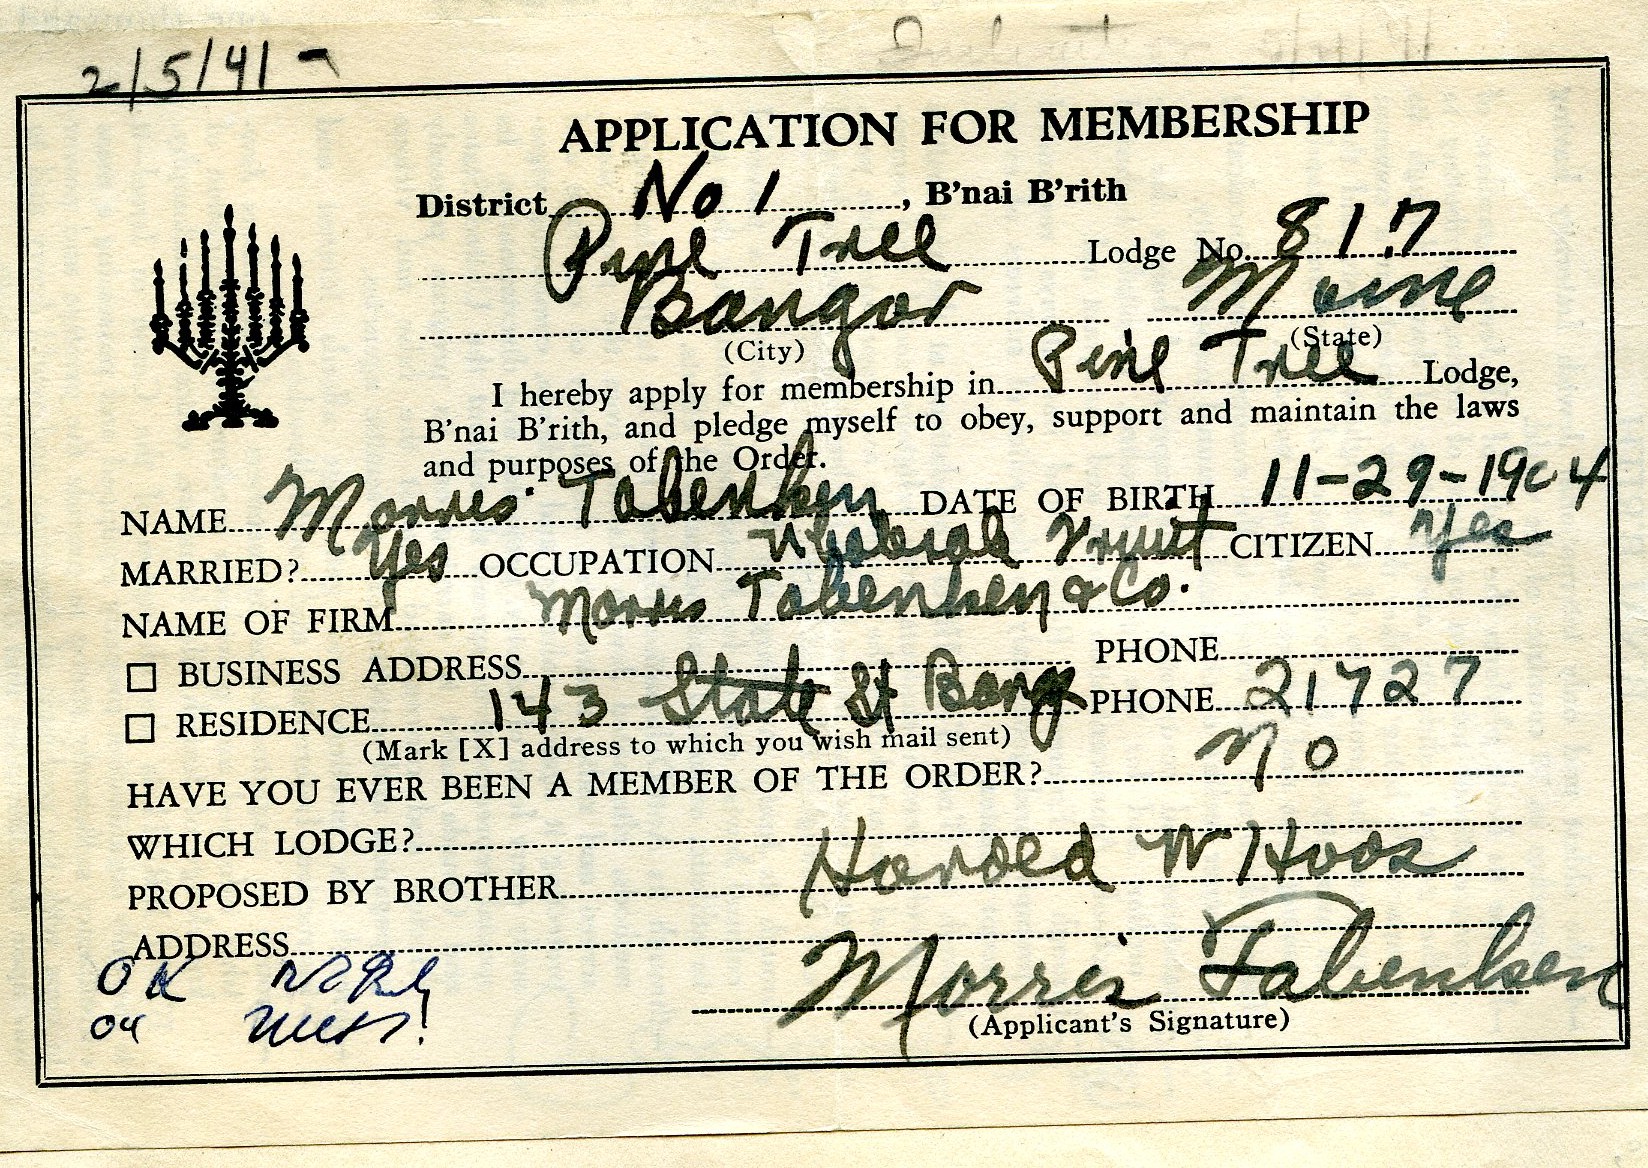 2/5/41 -
APPLICATION FOR MEMBERSHIP
District No 1, B'nai B'rith
Pine Tree Lodge No. 817
Bangor Maine
(City) (State)
I hereby apply for membership in Pine Tree Lodge,
B'nai B'rith, and pledge myself to obey, support and maintain the laws
and purposes of the Order.
NAME Morris Tabenken DATE OF BIRTH 11-29-1904
MARRIED? Yes OCCUPATION Fruit CITIZEN Yes
NAME OF FIRM Morris Tabenken & Co.
BUSINESS ADDRESS PHONE
RESIDENCE 143 State St Bang PHONE 21727
(Mark [X] address to which you wish mail sent)
HAVE YOU EVER BEEN A MEMBER OF THE ORDER? No
WHICH LODGE?
PROPOSED BY BROTHER Harold W
ADDRESS
OK
Morris Tabenken
(Applicant's Signature)